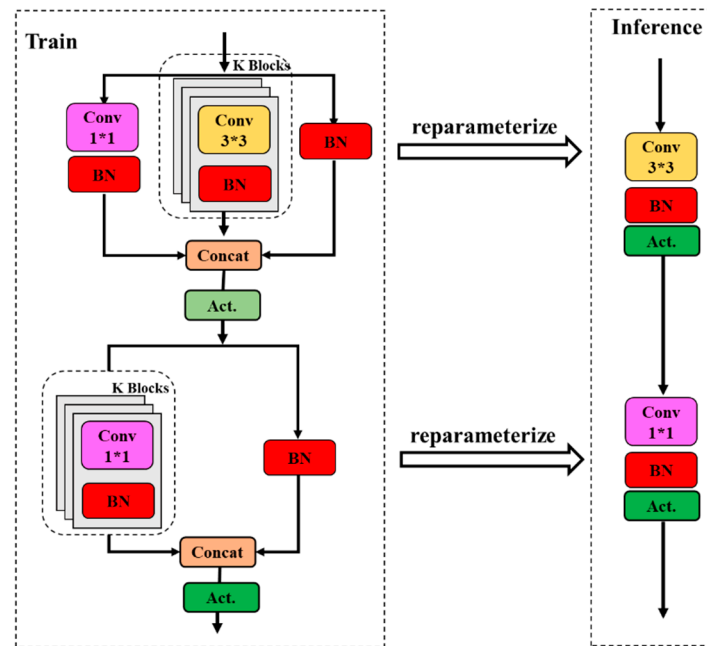 Train
K Blocks
Conv
1*1
BN
Conv
3*3
BN
BN
Concat
Act.
K Blocks
Conv
1*1
BN
BN
Concat
Act.
reparameterize
reparameterize
Inference
Conv
3*3
BN
Act.
Conv
1*1
BN
Act.